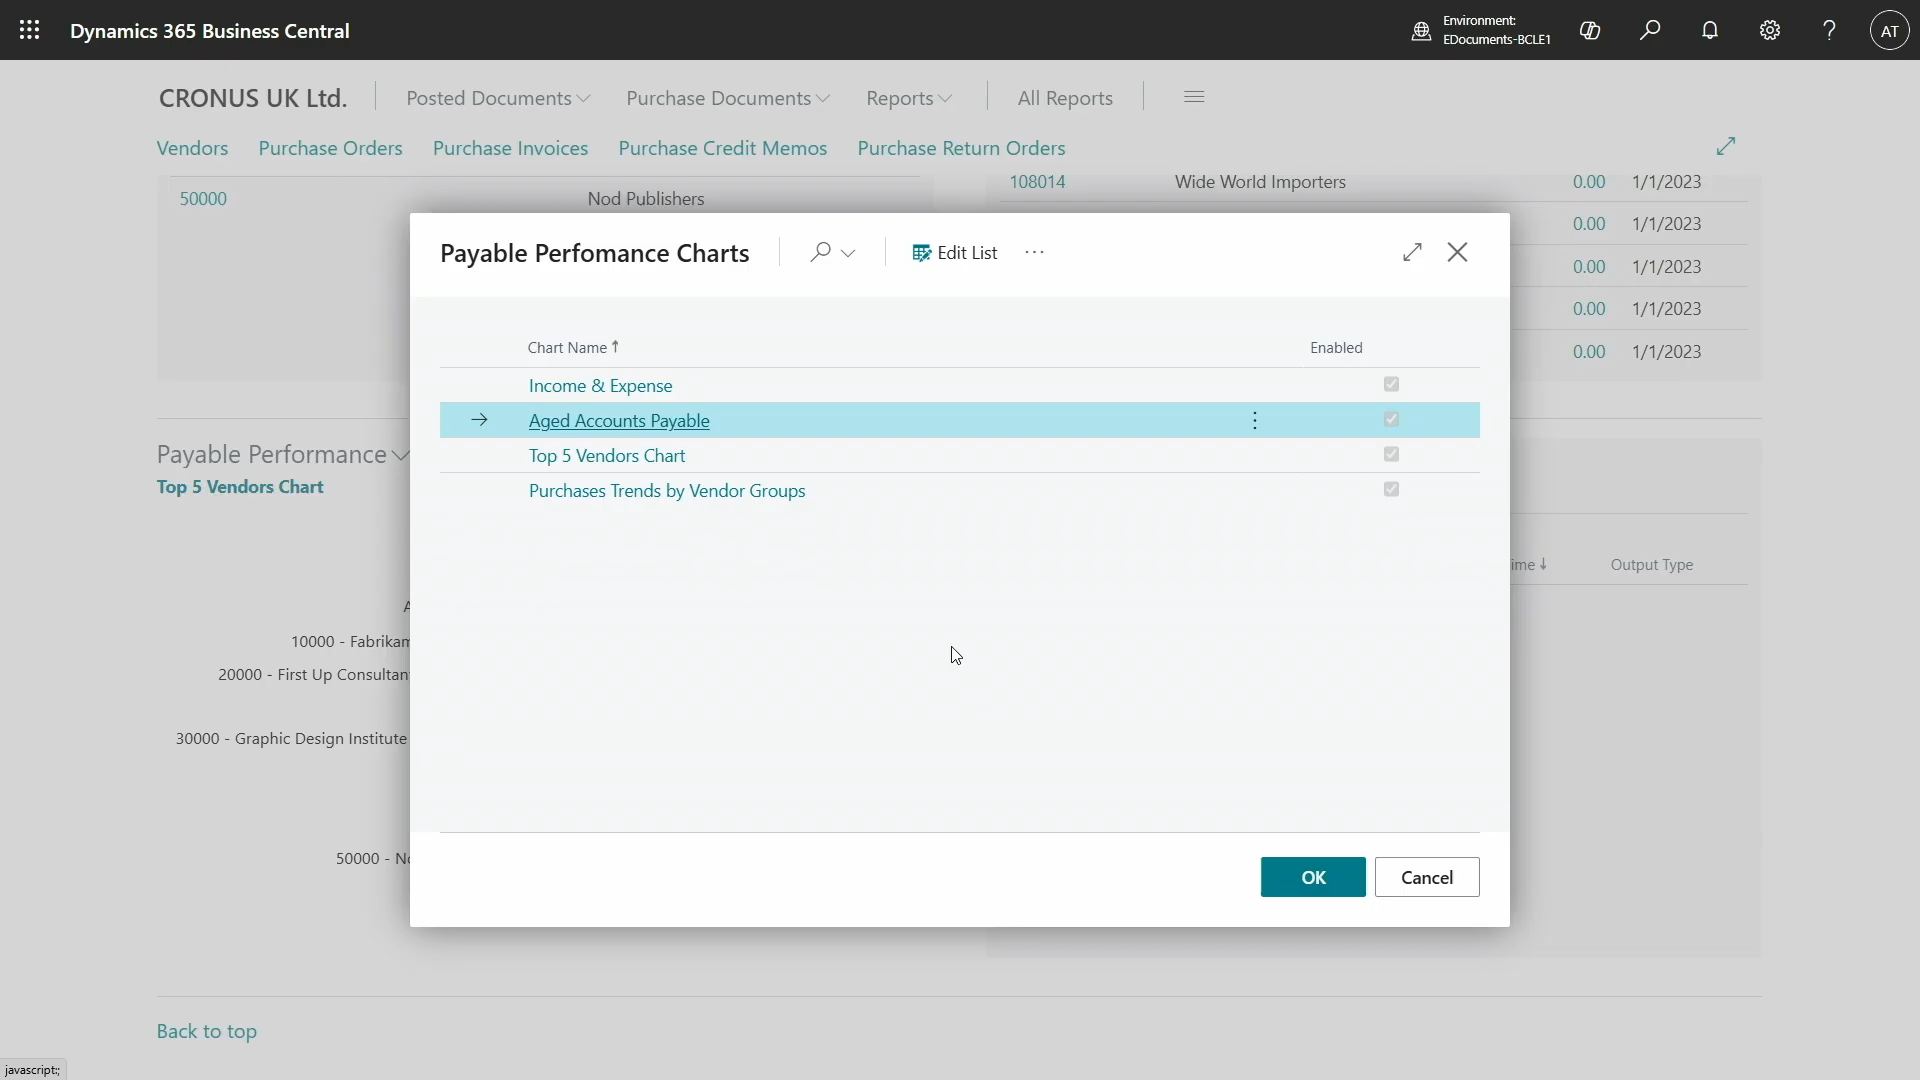 Dynamics 365 Business Central
Environment:
EDocuments-BCLE1
AT
CRONUS UK Ltd.
Posted Documents
Purchase Documents
Reports
All Reports
Vendors
Purchase Orders
Purchase Invoices
Purchase Credit Memos
Purchase Return Orders
50000
Nod Publishers
108014
Wide World Importers
0.00
1/1/2023
0.00
1/1/2023
0.00
1/1/2023
0.00
1/1/2023
0.00
1/1/2023
Payable Perfomance Charts
Edit List
Chart Name
Enabled
Income & Expense
Aged Accounts Payable
Top 5 Vendors Chart
Purchases Trends by Vendor Groups
OK
Cancel
Payable Performance
Top 5 Vendors Chart
10000 - Fabrikam
20000 - First Up Consultan
30000 - Graphic Design Institute
50000 - No
ime
Output Type
Back to top
javascript:;